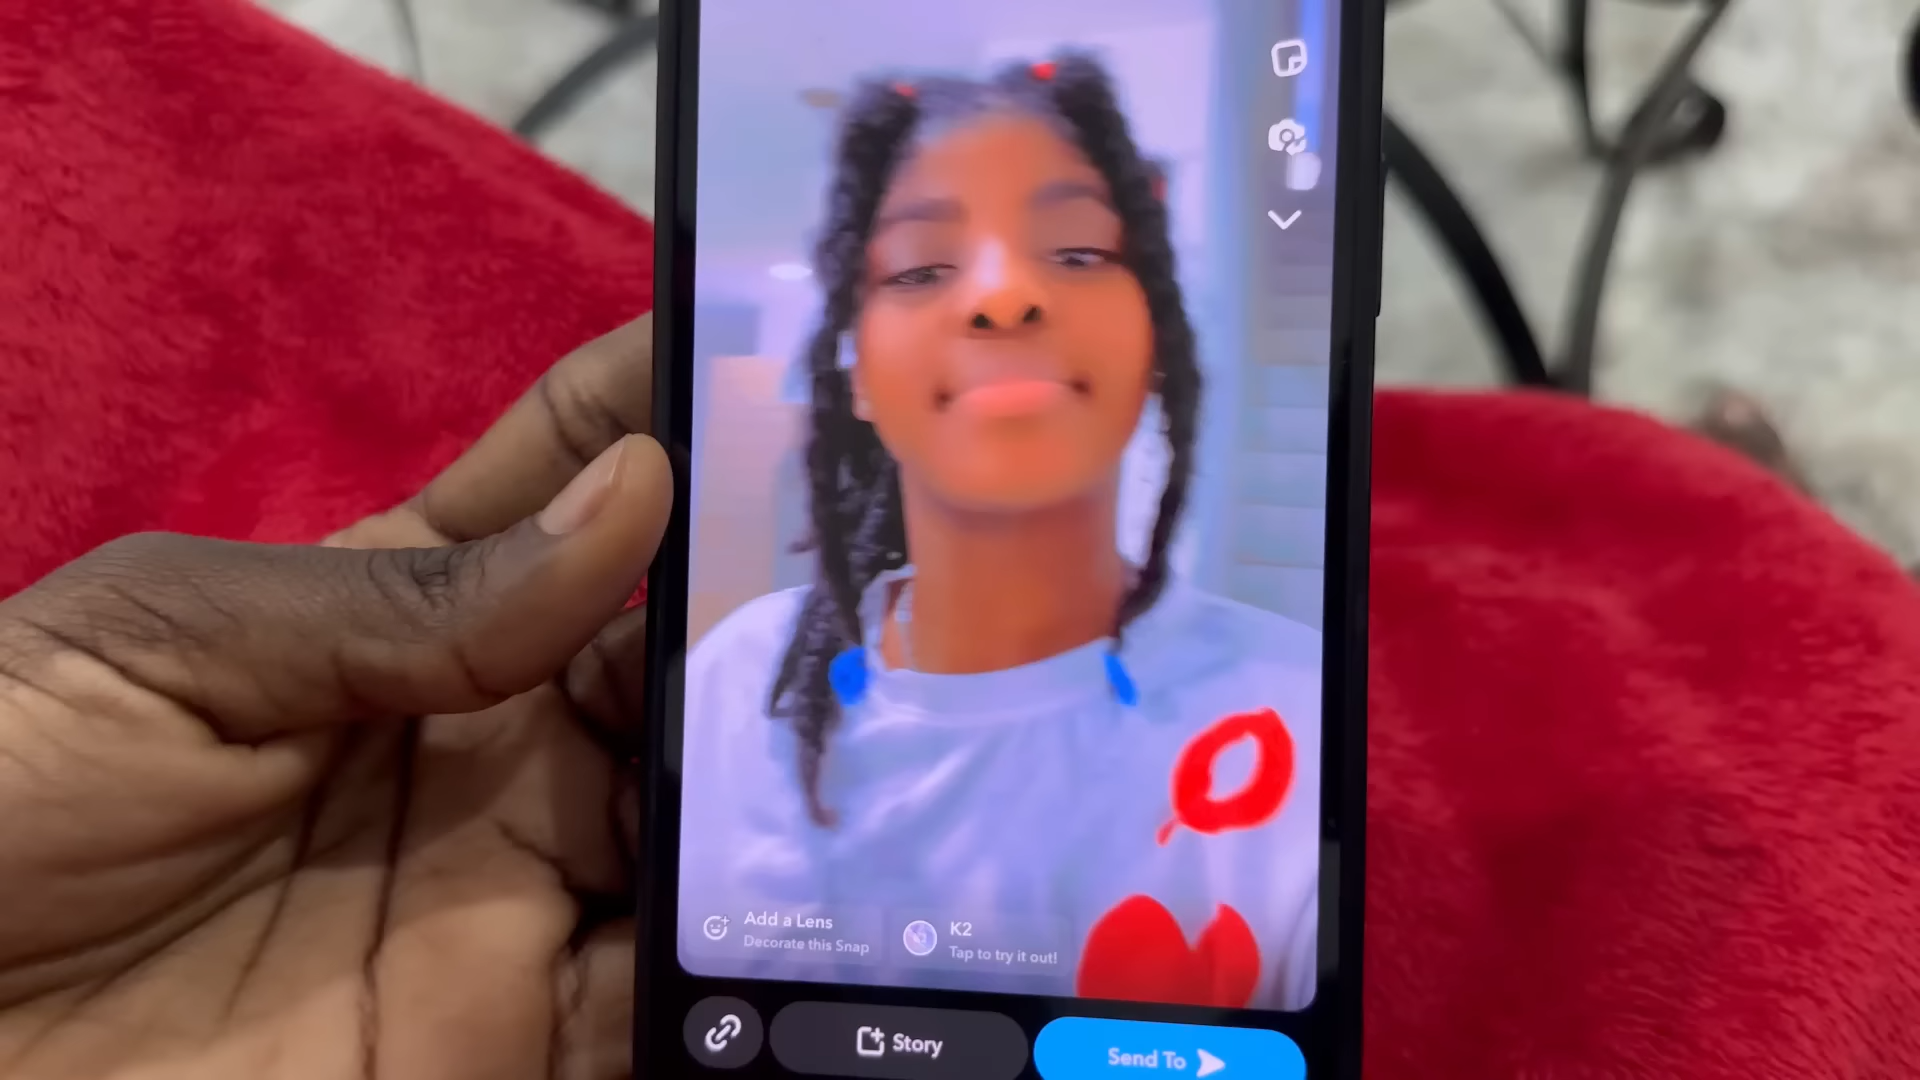 Add a Lens
Decorate this Snap
K2
Tap to try it out!
Story
Send To